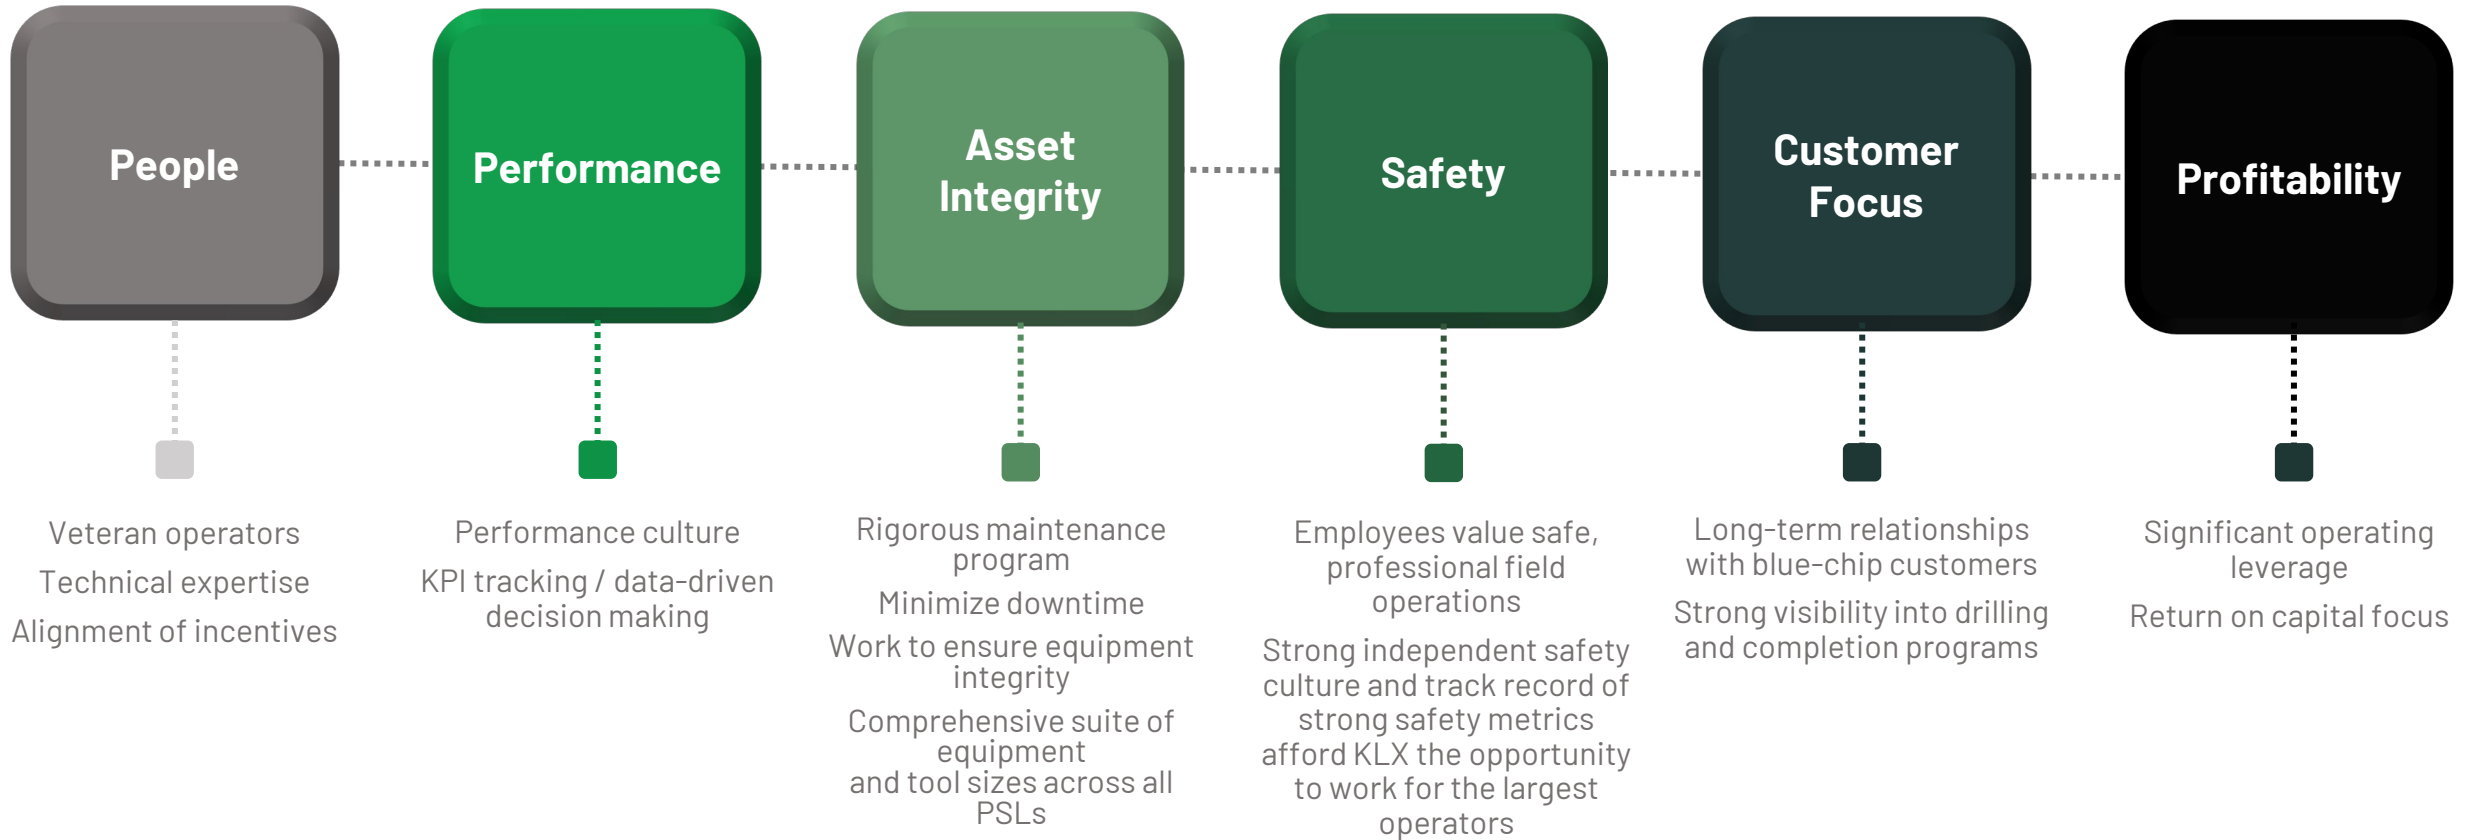 People
Performance
Asset
Integrity
Safety
Customer
Focus
Profitability
Veteran operators
Technical expertise
Alignment of incentives
Performance culture
KPI tracking / data-driven
decision making
Rigorous maintenance
program
Minimize downtime
Work to ensure equipment
integrity
Comprehensive suite of
equipment
and tool sizes across all
PSLs
Employees value safe,
professional field
operations
Strong independent safety
culture and track record of
strong safety metrics
afford KLX the opportunity
to work for the largest
operators
Long-term relationships
with blue-chip customers
Strong visibility into drilling
and completion programs
Significant operating
leverage
Return on capital focus